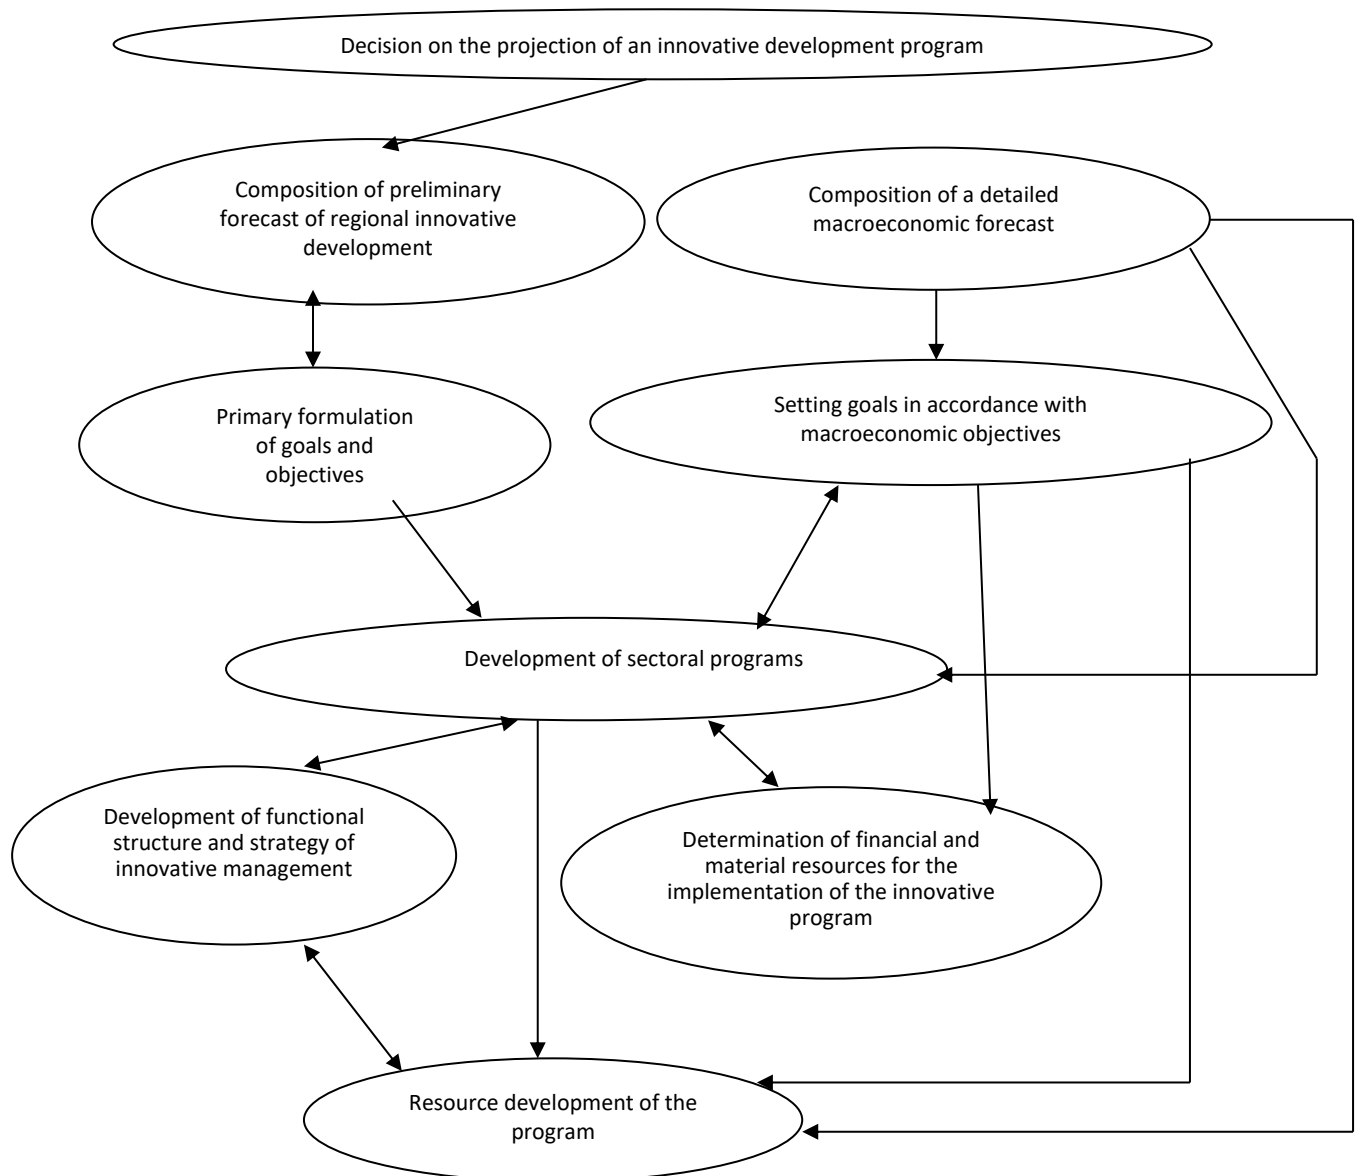 Decision on the projection of an innovative development program
Composition of preliminary
forecast of regional innovative
development
Composition of a detailed
macroeconomic forecast
Primary formulation
of goals and
objectives
Setting goals in accordance with
macroeconomic objectives
Development of sectoral programs
Development of functional
structure and strategy of
innovative management
Determination of financial and
material resources for the
implementation of the innovative
program
Resource development of the
program